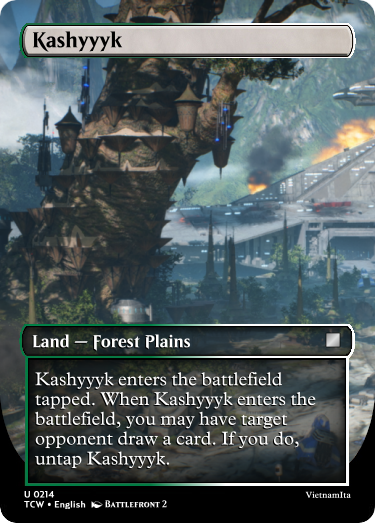 Kashyyyk
Land — Forest Plains
Kashyyyk enters the battlefield
tapped. When Kashyyyk enters the
battlefield, you may have target
opponent draw a card. If you do,
untap Kashyyyk.
U 0214
TCW • English Battlefront 2
VietnamIta